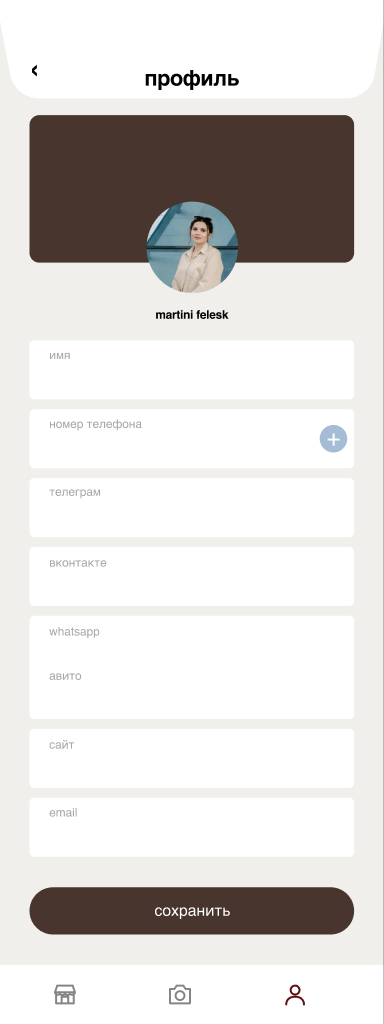 профиль
martini felesk
имя
номер телефона
телеграм
вконтакте
whatsapp
авито
сайт
email
сохранить